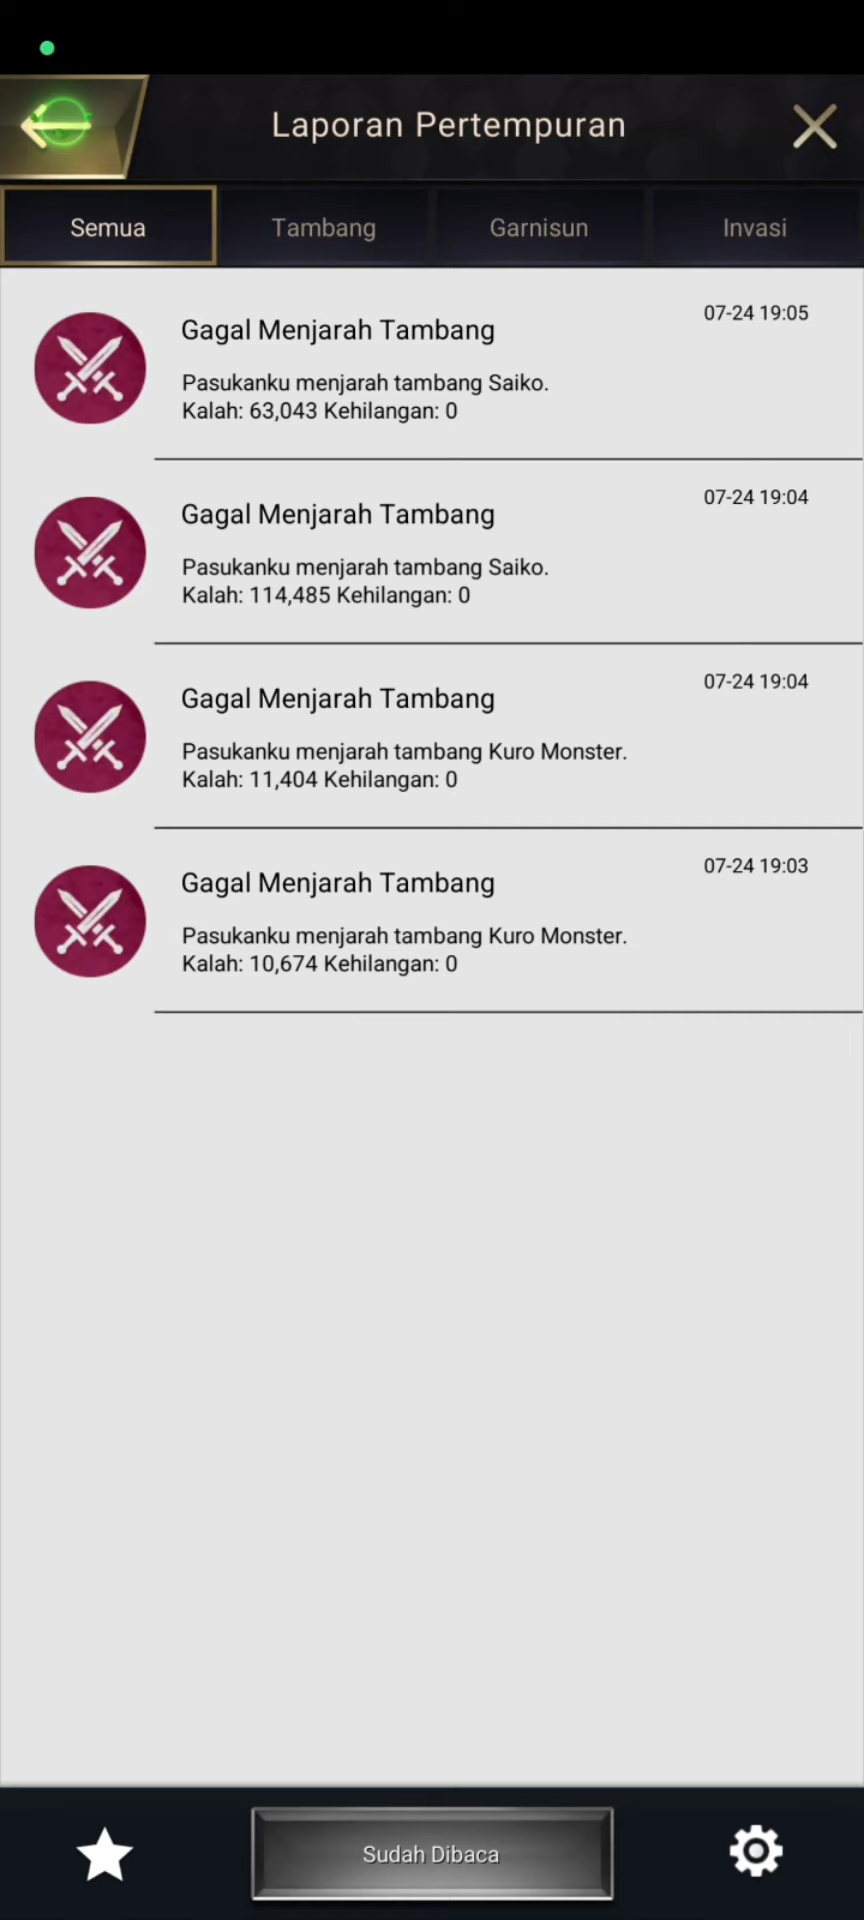 Laporan Pertempuran
Semua
Tambang
Garnisun
Invasi
Gagal Menjarah Tambang
07-24 19:05
Pasukanku menjarah tambang Saiko.
Kalah: 63,043 Kehilangan: 0
Gagal Menjarah Tambang
07-24 19:04
Pasukanku menjarah tambang Saiko.
Kalah: 114,485 Kehilangan: 0
Gagal Menjarah Tambang
07-24 19:04
Pasukanku menjarah tambang Kuro Monster.
Kalah: 11,404 Kehilangan: 0
Gagal Menjarah Tambang
07-24 19:03
Pasukanku menjarah tambang Kuro Monster.
Kalah: 10,674 Kehilangan: 0
Sudah Dibaca